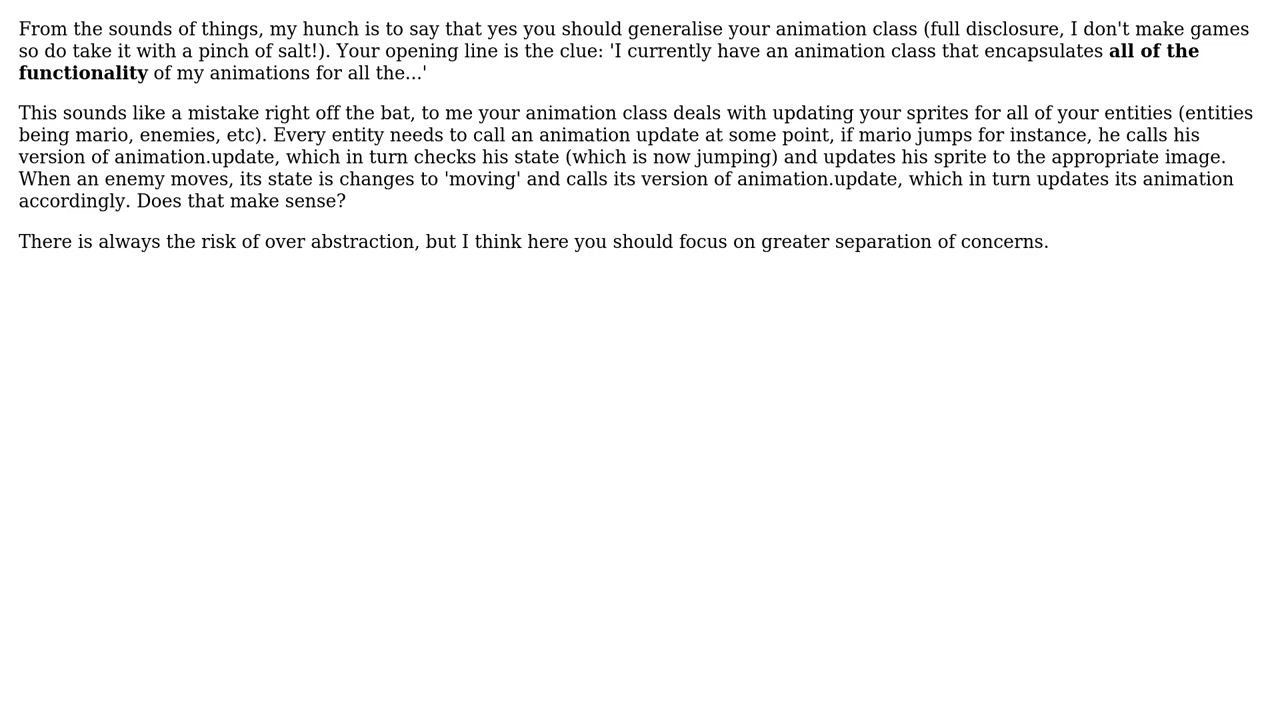 From the sounds of things, my hunch is to say that yes you should generalise your animation class (full disclosure, I don't make games
so do take it with a pinch of salt!). Your opening line is the clue: 'I currently have an animation class that encapsulates all of the
functionality of my animations for all the...'
This sounds like a mistake right off the bat, to me your animation class deals with updating your sprites for all of your entities (entities
being mario, enemies, etc). Every entity needs to call an animation update at some point, if mario jumps for instance, he calls his
version of animation.update, which in turn checks his state (which is now jumping) and updates his sprite to the appropriate image.
When an enemy moves, its state is changes to 'moving' and calls its version of animation.update, which in turn updates its animation
accordingly. Does that make sense?
There is always the risk of over abstraction, but I think here you should focus on greater separation of concerns.